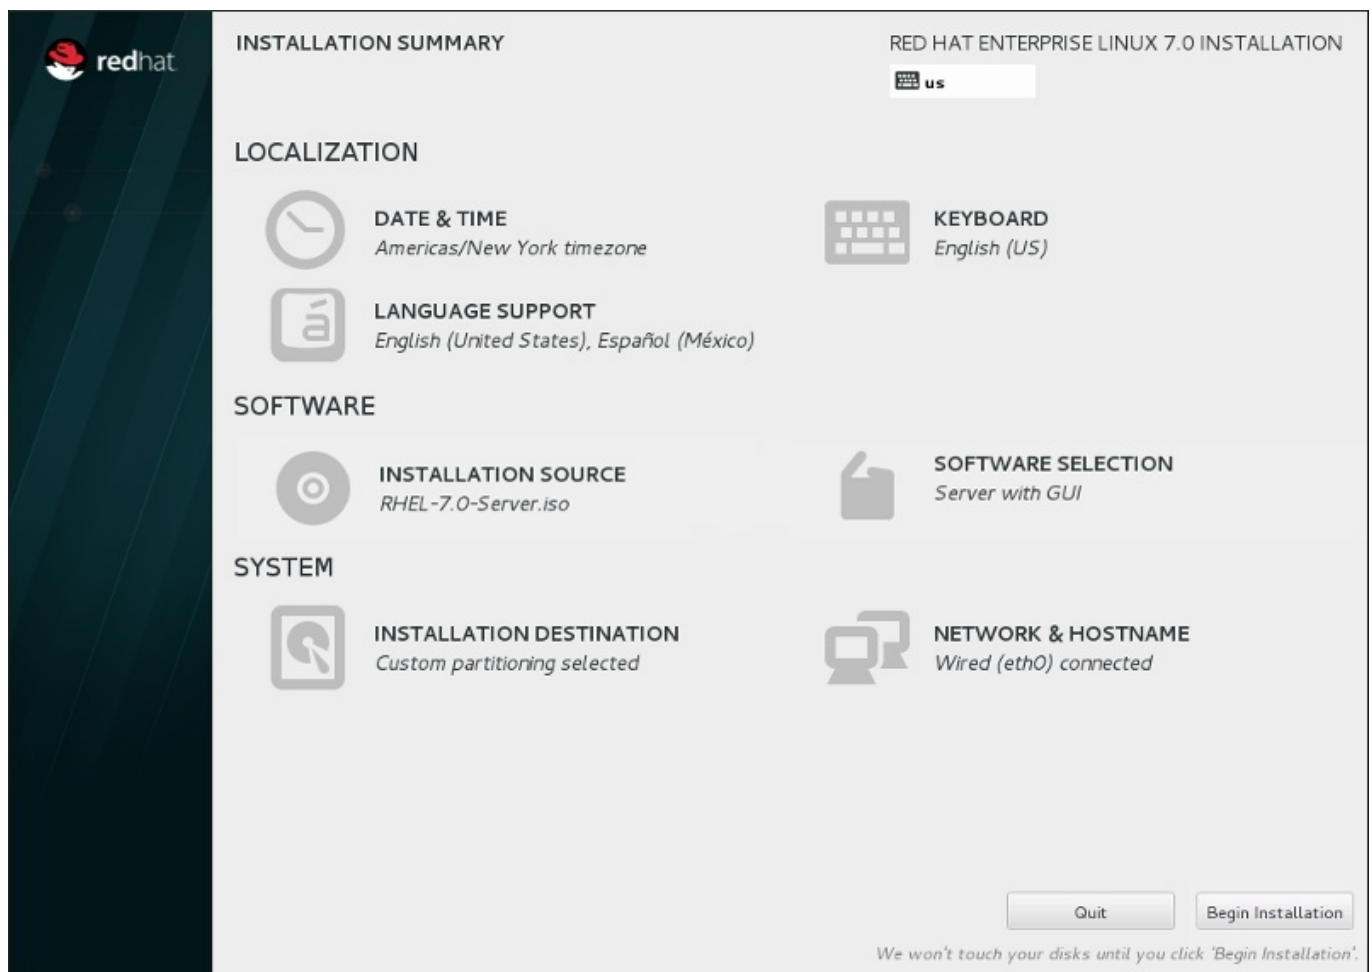 redhat.
INSTALLATION SUMMARY
RED HAT ENTERPRISE LINUX 7.0 INSTALLATION
us
LOCALIZATION
DATE & TIME
Americas/New York timezone
KEYBOARD
English (US)
á
LANGUAGE SUPPORT
English (United States), Español (México)
SOFTWARE
INSTALLATION SOURCE
RHEL-7.0-Server.iso
SOFTWARE SELECTION
Server with GUI
SYSTEM
INSTALLATION DESTINATION
Custom partitioning selected
NETWORK & HOSTNAME
Wired (eth0) connected
Quit
Begin Installation
We won't touch your disks until you click 'Begin Installation'.